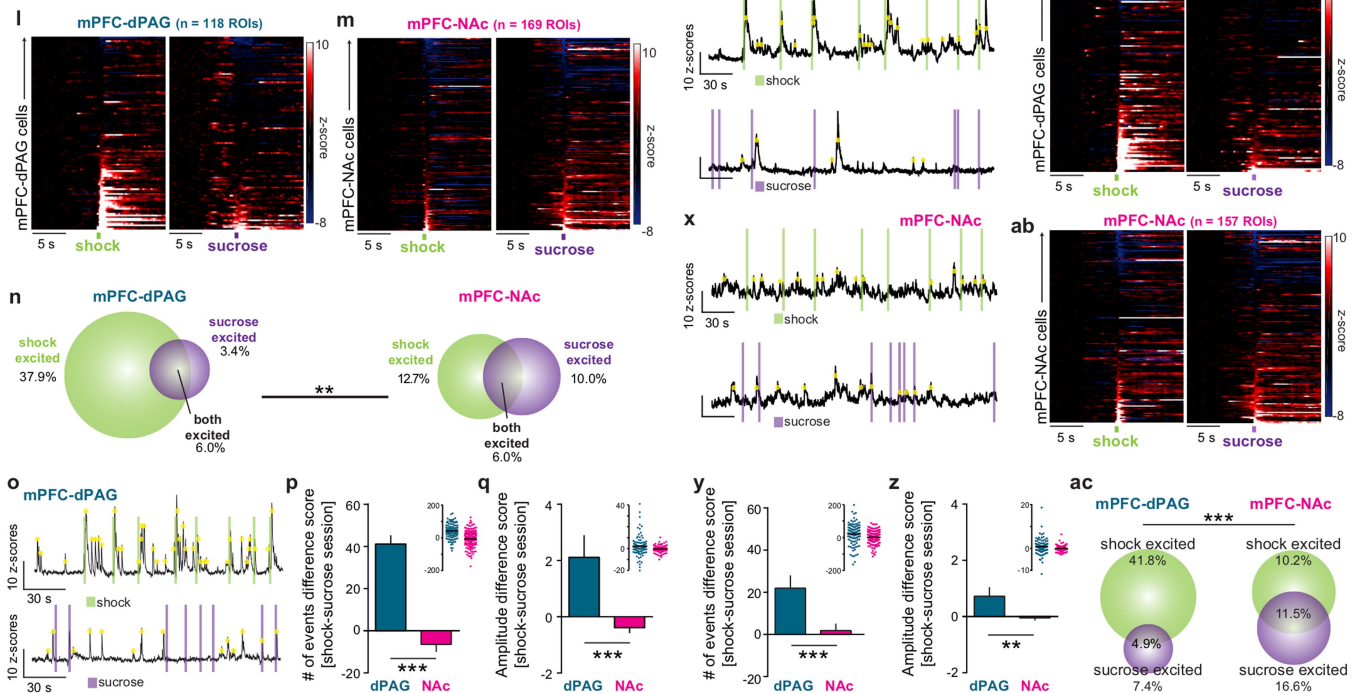 l
mPFC-dPAG (n = 118 ROIs)
mPFC-dPAG cells
10
z-score
-8
5 s
shock
5 s
sucrose
m
mPFC-NAc (n = 169 ROIs)
mPFC-NAc cells
10
z-score
-8
5 s
shock
5 s
sucrose
10 z-scores
30 s
shock
sucrose
mPFC-dPAG cells
z-score
-8
5 s
shock
5 s
sucrose
n
mPFC-dPAG
shock
excited
37.9%
sucrose
excited
3.4%
both
excited
6.0%
**
mPFC-NAc
shock
excited
12.7%
sucrose
excited
10.0%
both
excited
6.0%
x
mPFC-NAc
10 z-scores
30 s
shock
sucrose
ab
mPFC-NAc (n = 157 ROIs)
mPFC-NAc cells
10
z-score
-8
5 s
shock
5 s
sucrose
o
mPFC-dPAG
10 z-scores
30 s
shock
10 z-scores
30 s
sucrose
p
# of events difference score
[shock-sucrose session]
60
40
20
0
-20
200
0
-200
***
dPAG NAc
q
Amplitude difference score
[shock-sucrose session]
4
2
0
-2
40
20
0
-20
***
dPAG NAc
y
# of events difference score
[shock-sucrose session]
60
40
20
0
-20
200
0
-200
***
dPAG NAc
z
Amplitude difference score
[shock-sucrose session]
4
2
0
-2
20
10
0
-10
**
dPAG NAc
ac
mPFC-dPAG
mPFC-NAc
***
shock excited
41.8%
4.9%
sucrose excited
7.4%
shock excited
10.2%
11.5%
sucrose excited
16.6%